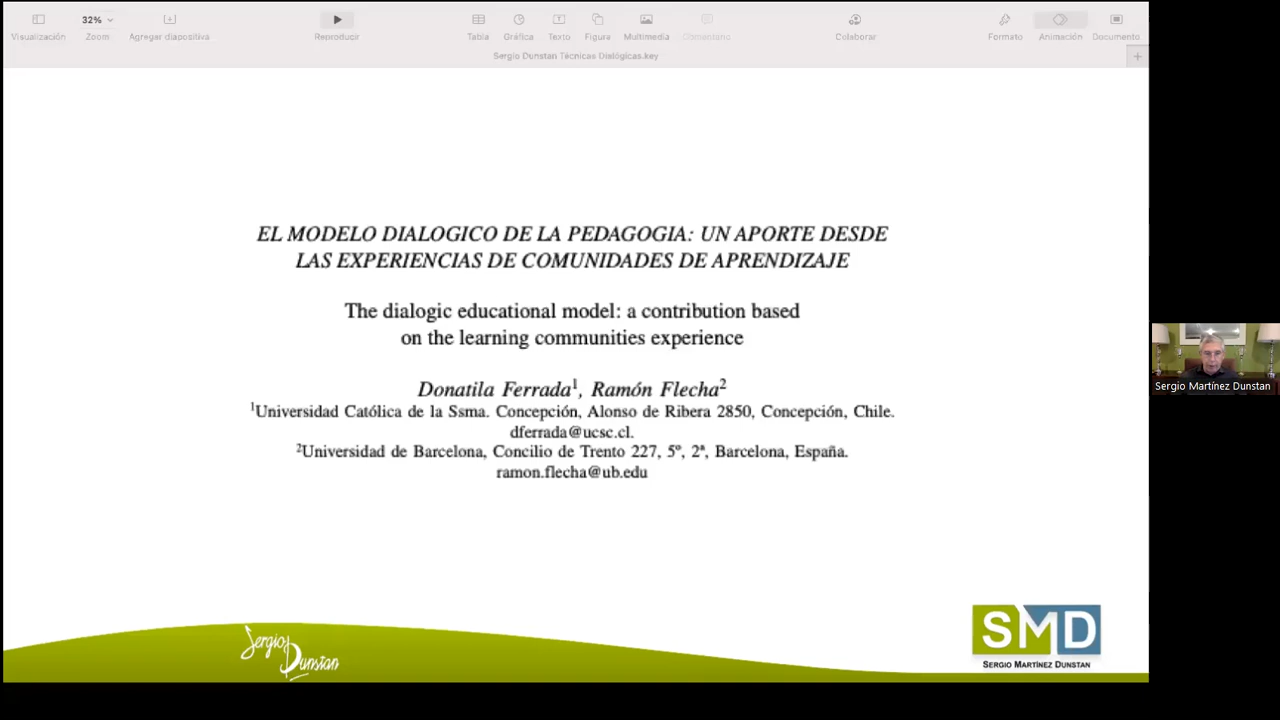 32%
Visualización
Zoom
Agregar diapositiva
Reproducir
Tabla
Gráfica
Texto
Figura
Multimedia
Comentario
Colaborar
Formato
Animación
Documento
Sergio Dunstan Técnicas Dialógicas.key
EL MODELO DIALOGICO DE LA PEDAGOGIA: UN APORTE DESDE
LAS EXPERIENCIAS DE COMUNIDADES DE APRENDIZAJE
The dialogic educational model: a contribution based
on the learning communities experience
Donatila Ferrada¹, Ramón Flecha²
¹Universidad Católica de la Ssma. Concepción, Alonso de Ribera 2850, Concepción, Chile.
dferrada@ucsc.cl.
²Universidad de Barcelona, Concilio de Trento 227, 5º, 2ª, Barcelona, España.
ramon.flecha@ub.edu
Sergio Martínez Dunstan
Sergio
Dunstan
SMD
SERGIO MARTÍNEZ DUNSTAN